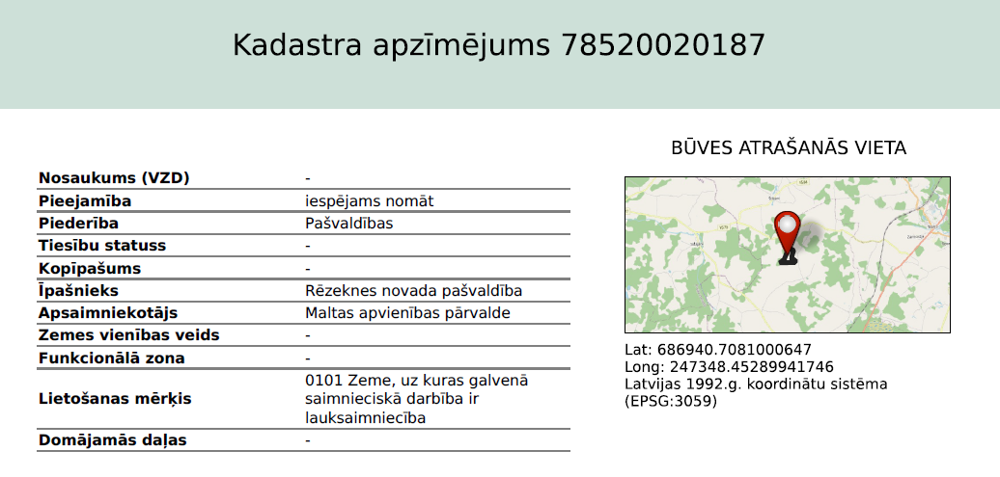 Kadastra apzīmējums 78520020187
BŪVES ATRAŠANĀS VIETA
Nosaukums (VZD) -
Pieejamība iespējams nomāt
Piederība Pašvaldības
Tiesību statuss -
Kopīpašums -
Īpašnieks Rēzeknes novada pašvaldība
Apsaimniekotājs Maltas apvienības pārvalde
Zemes vienības veids -
Funkcionālā zona -
Lietošanas mērķis 0101 Zeme, uz kuras galvenā
saimnieciskā darbība ir
lauksaimniecība
Domājamās daļas -
Lat: 686940.7081000647
Long: 247348.45289941746
Latvijas 1992.g. koordinātu sistēma
(EPSG:3059)